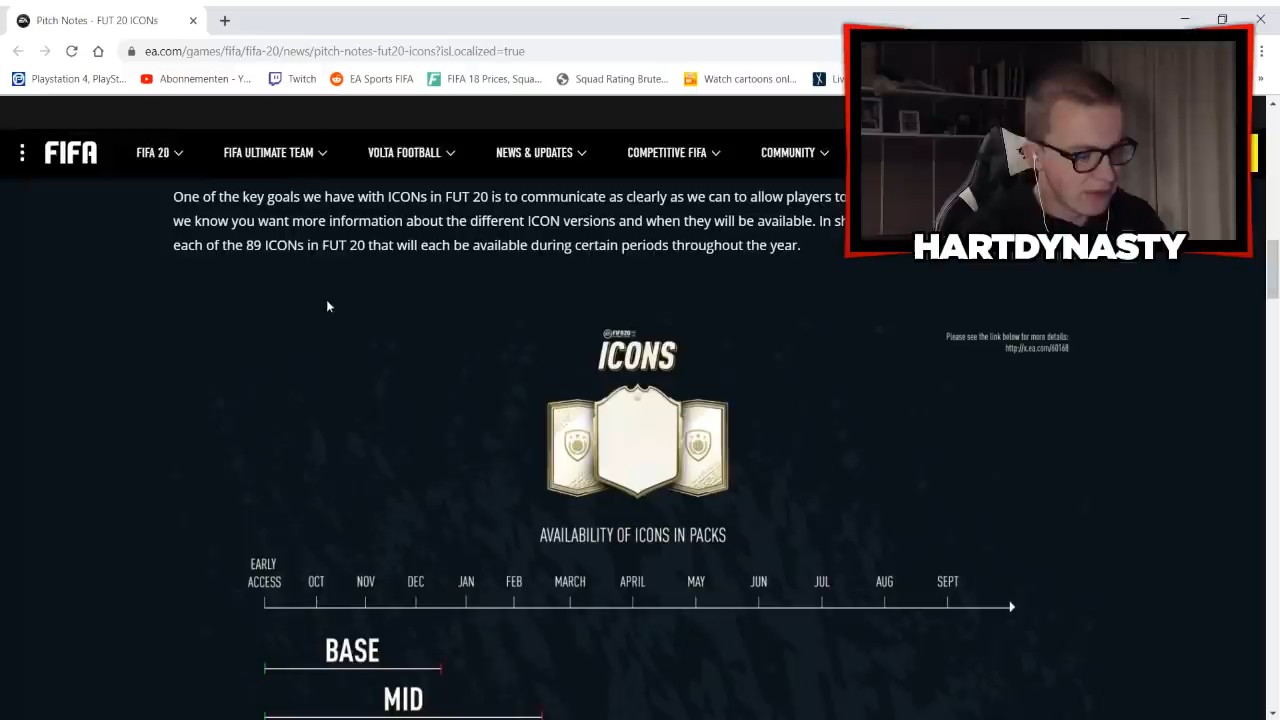 Pitch Notes - FUT 20 ICONs
ea.com/games/fifa/fifa-20/news/pitch-notes-fut20-icons?isLocalized=true
Playstation 4, PlaySt... Abonnementen - Y... Twitch EA Sports FIFA FIFA 18 Prices, Squa... Squad Rating Brute... Watch cartoons onl... Liv
FIFA FIFA 20 FIFA ULTIMATE TEAM VOLTA FOOTBALL NEWS & UPDATES COMPETITIVE FIFA COMMUNITY
One of the key goals we have with ICONs in FUT 20 is to communicate as clearly as we can to allow players to
we know you want more information about the different ICON versions and when they will be available. In sh
each of the 89 ICONs in FUT 20 that will each be available during certain periods throughout the year.
HARTDYNASTY
FIFA20
ICONS
Please see the link below for more details:
http://x.ea.com/60168
AVAILABILITY OF ICONS IN PACKS
EARLY
ACCESS OCT NOV DEC JAN FEB MARCH APRIL MAY JUN JUL AUG SEPT
BASE
MID